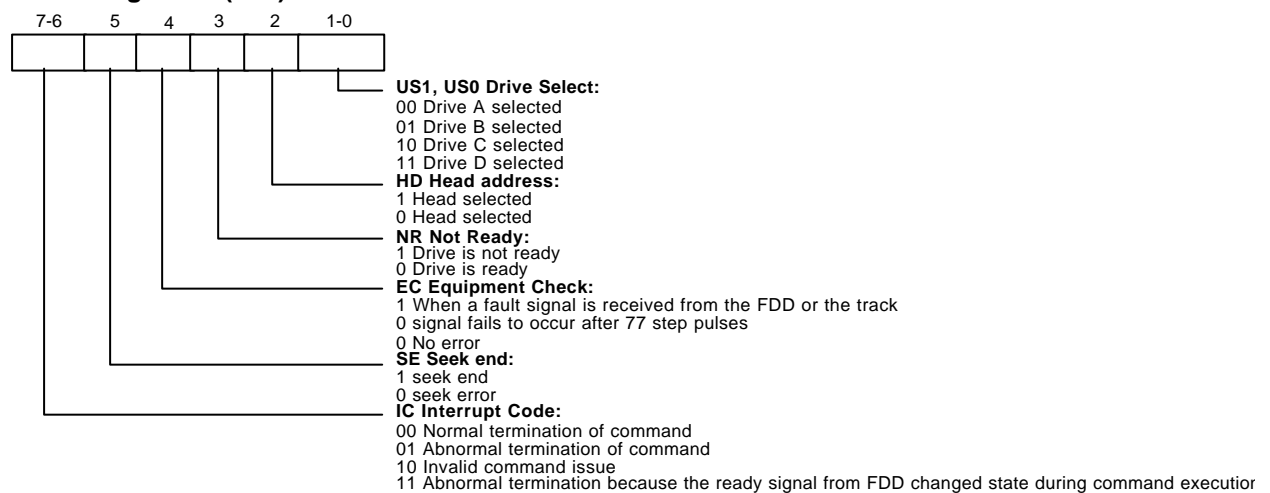 7-6 5 4 3 2 1-0
US1, US0 Drive Select:
00 Drive A selected
01 Drive B selected
10 Drive C selected
11 Drive D selected
HD Head address:
1 Head selected
0 Head selected
NR Not Ready:
1 Drive is not ready
0 Drive is ready
EC Equipment Check:
1 When a fault signal is received from the FDD or the track
0 signal fails to occur after 77 step pulses
0 No error
SE Seek end:
1 seek end
0 seek error
IC Interrupt Code:
00 Normal termination of command
01 Abnormal termination of command
10 Invalid command issue
11 Abnormal termination because the ready signal from FDD changed state during command execution